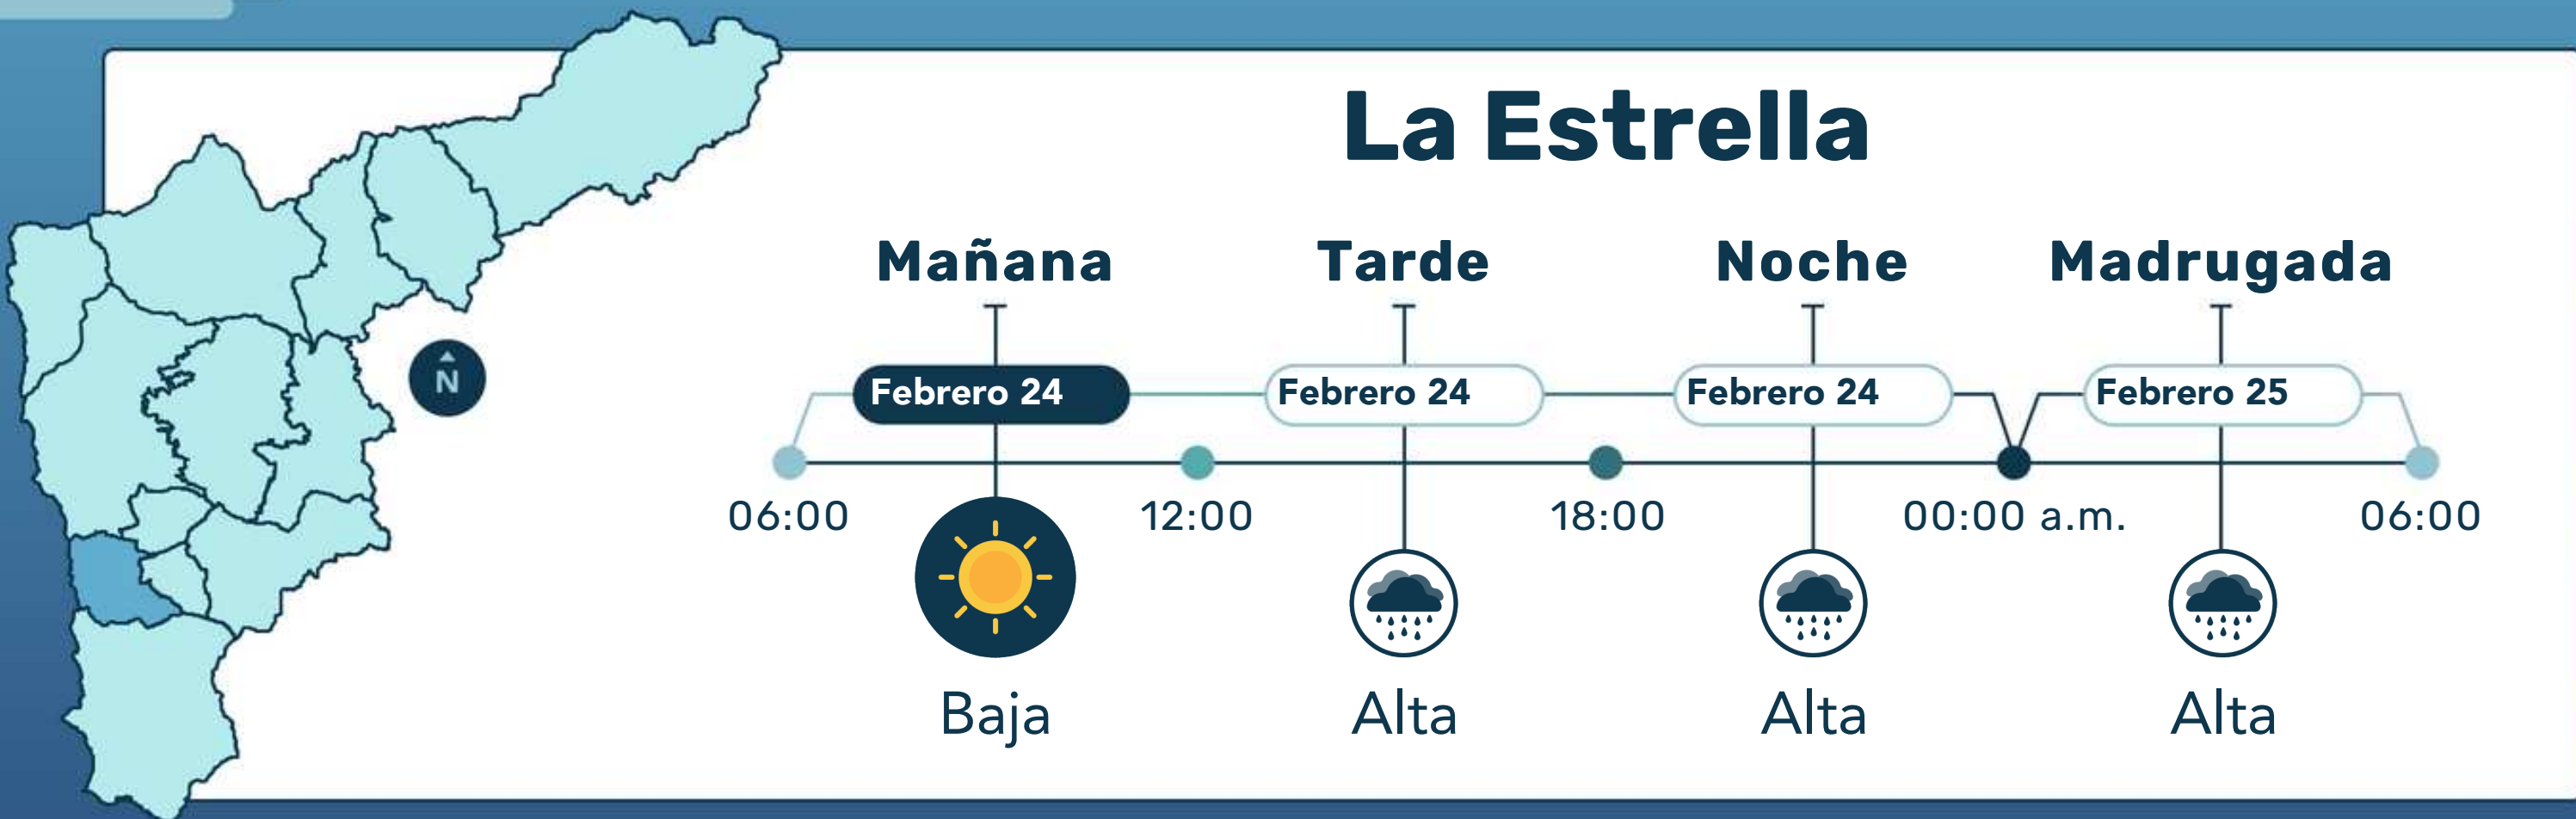 La Estrella
Mañana Tarde Noche Madrugada
N
Febrero 24 Febrero 24 Febrero 24 Febrero 25
06:00 12:00 18:00 00:00 a.m. 06:00
Baja Alta Alta Alta